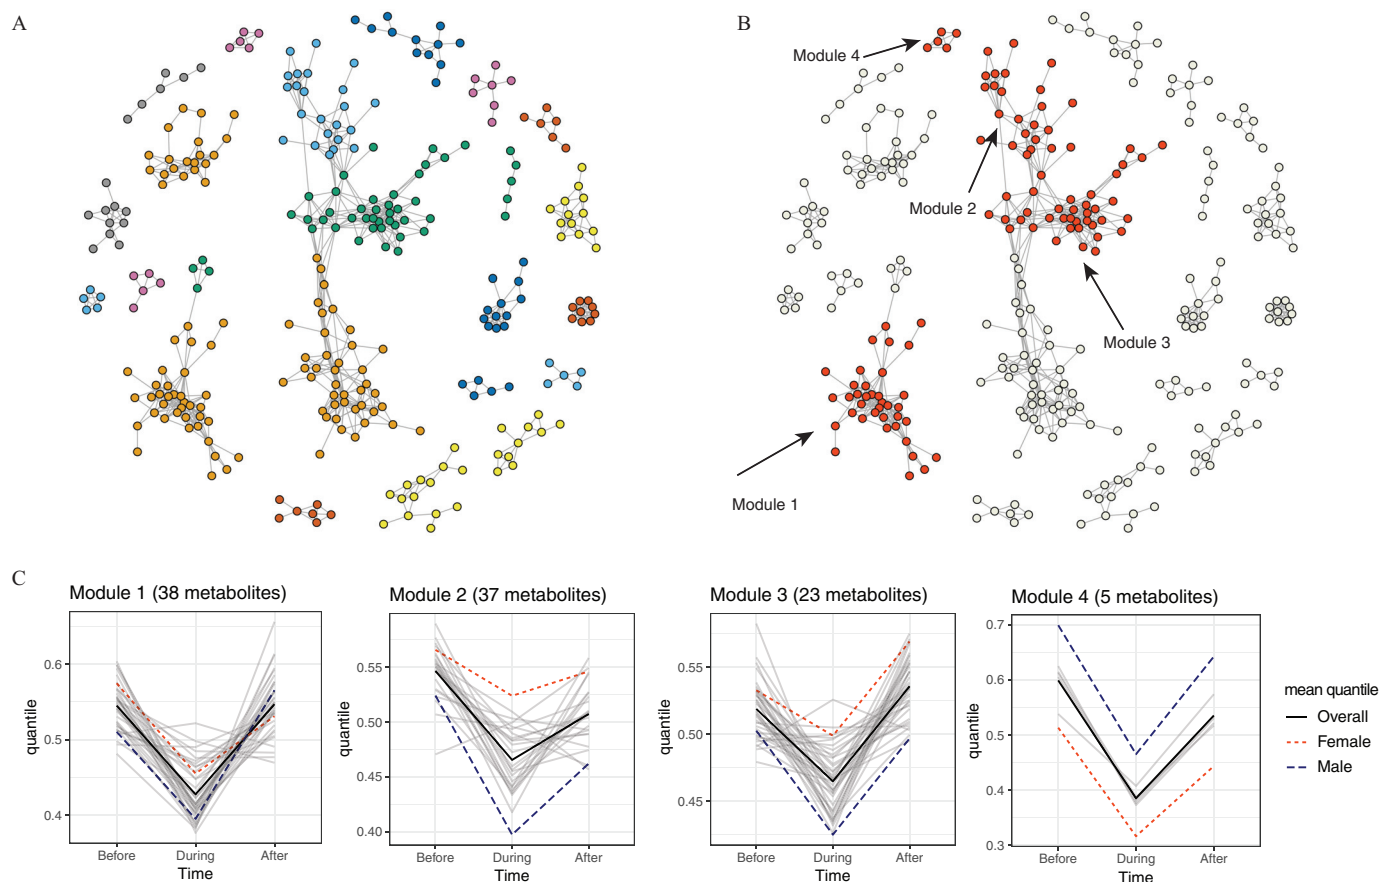 A
B
Module 4
Module 2
Module 3
Module 1
C
Module 1 (38 metabolites)
quantile
0.6
0.5
0.4
Before During After
Time
Module 2 (37 metabolites)
quantile
0.55
0.50
0.45
0.40
Before During After
Time
Module 3 (23 metabolites)
quantile
0.55
0.50
0.45
Before During After
Time
Module 4 (5 metabolites)
quantile
0.7
0.6
0.5
0.4
0.3
Before During After
Time
mean quantile
Overall
Female
Male